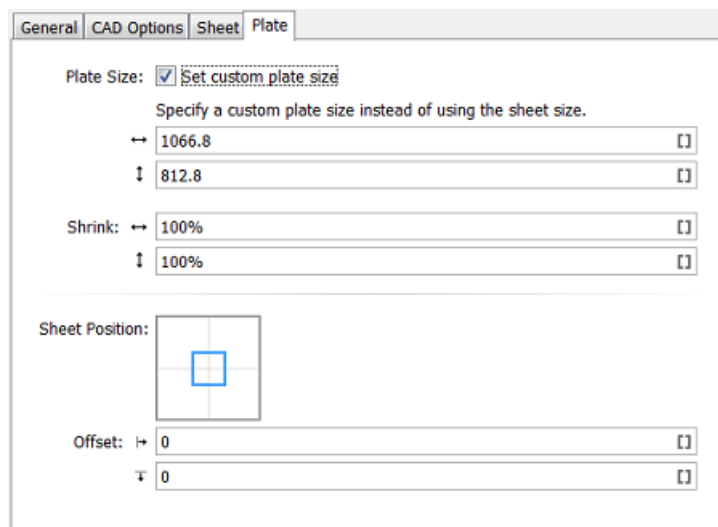 General CAD Options Sheet Plate
Plate Size: Set custom plate size
Specify a custom plate size instead of using the sheet size.
1066.8
812.8
Shrink: 100%
100%
Sheet Position:
Offset: 0
0